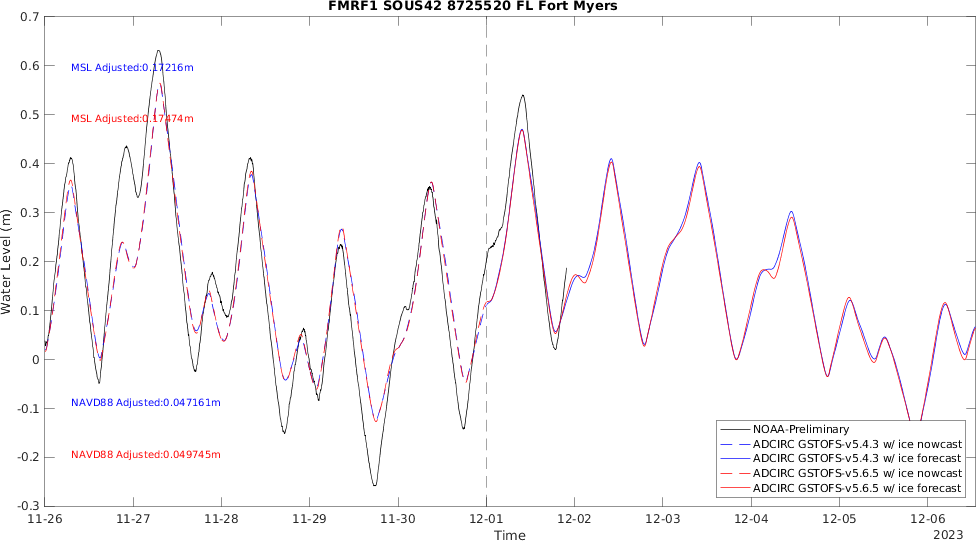 FMRF1 SOUS42 8725520 FL Fort Myers
0.7
0.6
0.5
0.4
0.3
0.2
0.1
0
-0.1
-0.2
-0.3
Water Level (m)
MSL Adjusted:0.17216m
MSL Adjusted:0.17474m
NAVD88 Adjusted:0.047161m
NAVD88 Adjusted:0.049745m
NOAA-Preliminary
ADCIRC GSTOFS-v5.4.3 w/ ice nowcast
ADCIRC GSTOFS-v5.4.3 w/ ice forecast
ADCIRC GSTOFS-v5.6.5 w/ ice nowcast
ADCIRC GSTOFS-v5.6.5 w/ ice forecast
11-26 11-27 11-28 11-29 11-30 12-01 12-02 12-03 12-04 12-05 12-06
Time
2023